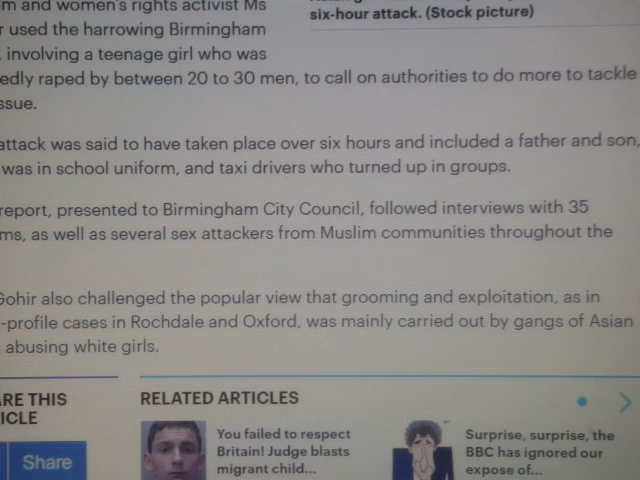 m and women's rights activist Ms
six-hour attack. (Stock picture)
r used the harrowing Birmingham
involving a teenage girl who was
edly raped by between 20 to 30 men, to call on authorities to do more to tackle
ssue.
attack was said to have taken place over six hours and included a father and son,
was in school uniform, and taxi drivers who turned up in groups.
report, presented to Birmingham City Council, followed interviews with 35
ms, as well as several sex attackers from Muslim communities throughout the
Gohir also challenged the popular view that grooming and exploitation, as in
-profile cases in Rochdale and Oxford, was mainly carried out by gangs of Asian
abusing white girls.
ARE THIS
ICLE
Share
RELATED ARTICLES
You failed to respect
Britain! Judge blasts
migrant child...
Surprise, surprise, the
BBC has ignored our
expose of...